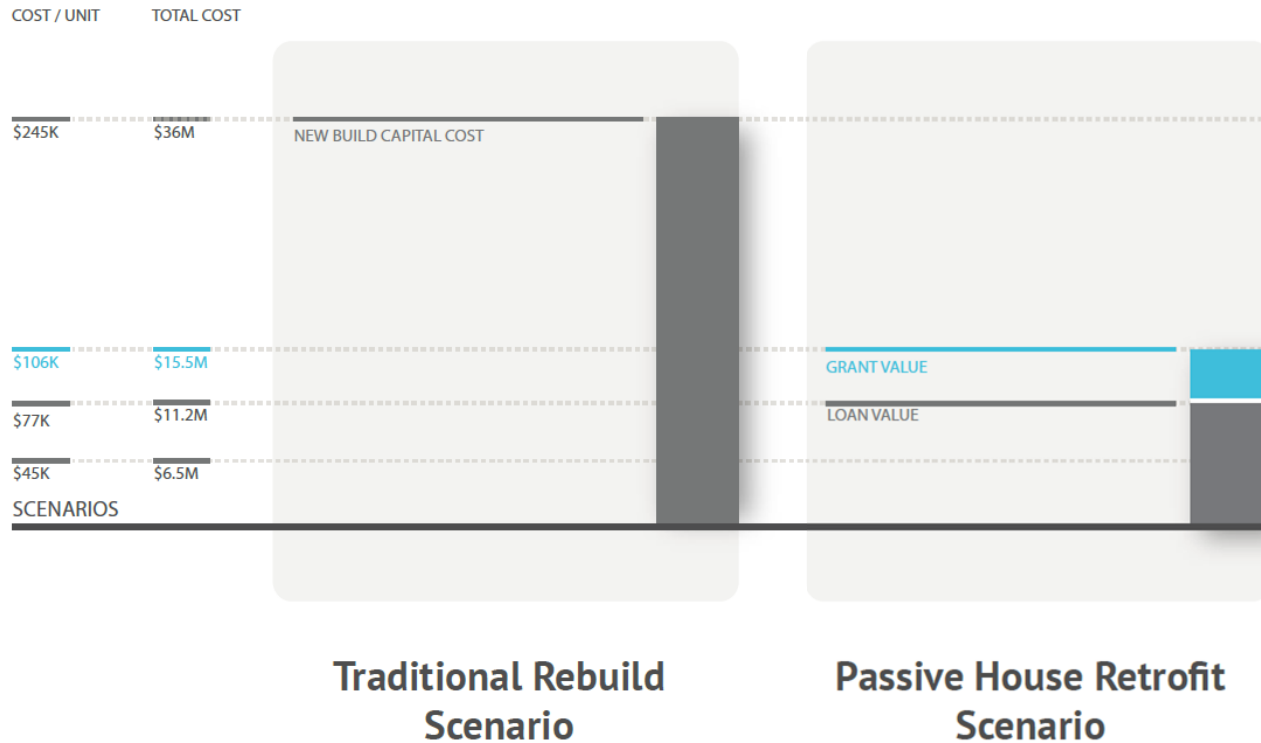 COST / UNIT TOTAL COST
$245K $36M NEW BUILD CAPITAL COST
$106K $15.5M GRANT VALUE
$77K $11.2M LOAN VALUE
$45K $6.5M
SCENARIOS
Traditional Rebuild
Scenario
Passive House Retrofit
Scenario